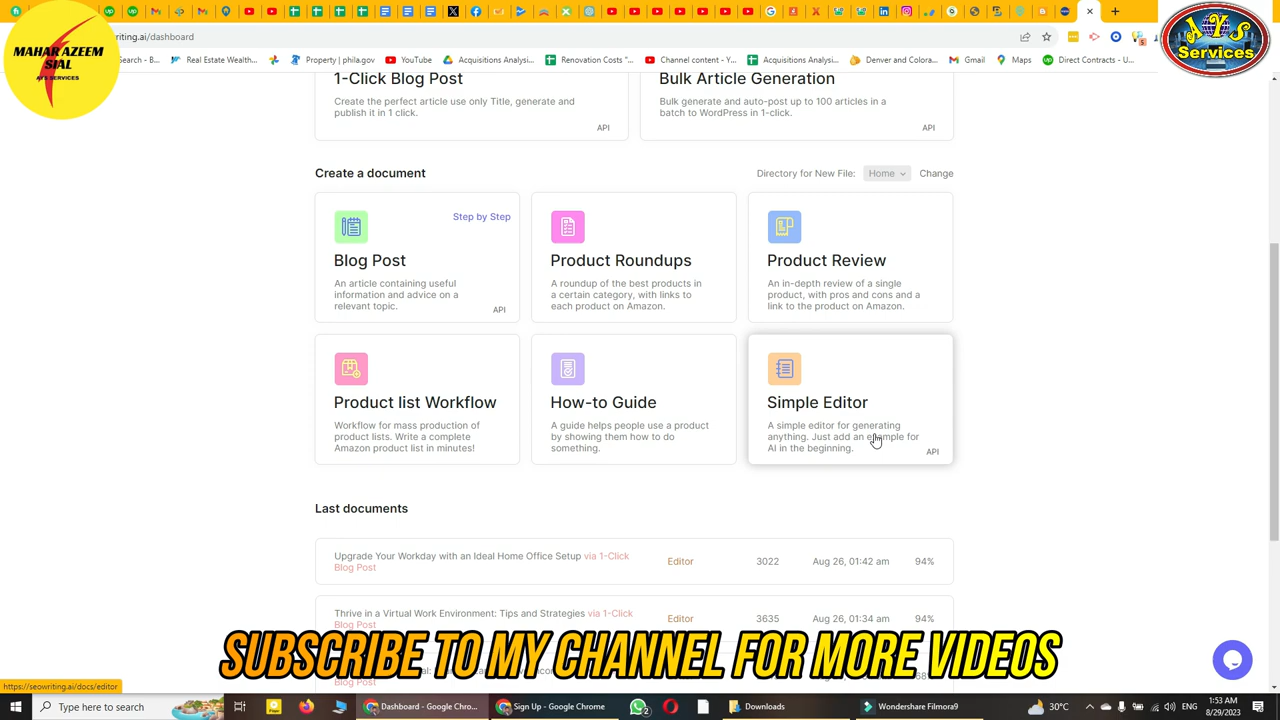 MAHAR AZEEM
SIAL
AYS SERVICES
AYS
Services
writing.ai/dashboard
Search - B...
Real Estate Wealth...
Property | phila.gov
YouTube
Acquisitions Analysi...
Renovation Costs "...
Channel content - Y...
Acquisitions Analysi...
Denver and Colora...
Gmail
Maps
Direct Contracts - U...
1-Click Blog Post
Create the perfect article use only Title, generate and
publish it in 1 click.
API
Bulk Article Generation
Bulk generate and auto-post up to 100 articles in a
batch to WordPress in 1-click.
API
Create a document
Directory for New File: Home Change
Step by Step
Blog Post
An article containing useful
information and advice on a
relevant topic.
API
Product Roundups
A roundup of the best products in
a certain category, with links to
each product on Amazon.
Product Review
An in-depth review of a single
product, with pros and cons and a
link to the product on Amazon.
Product list Workflow
Workflow for mass production of
product lists. Write a complete
Amazon product list in minutes!
How-to Guide
A guide helps people use a product
by showing them how to do
something.
Simple Editor
A simple editor for generating
anything. Just add an example for
AI in the beginning.
API
Last documents
Upgrade Your Workday with an Ideal Home Office Setup via 1-Click
Blog Post
Editor 3022 Aug 26, 01:42 am 94%
Thrive in a Virtual Work Environment: Tips and Strategies via 1-Click
Blog Post
Editor 3635 Aug 26, 01:34 am 94%
Blog Post
SUBSCRIBE TO MY CHANNEL FOR MORE VIDEOS
https://seowriting.ai/docs/editor
Type here to search
Dashboard - Google Chro...
Sign Up - Google Chrome
2
Downloads
Wondershare Filmora9
30°C
ENG
1:53 AM
8/29/2023